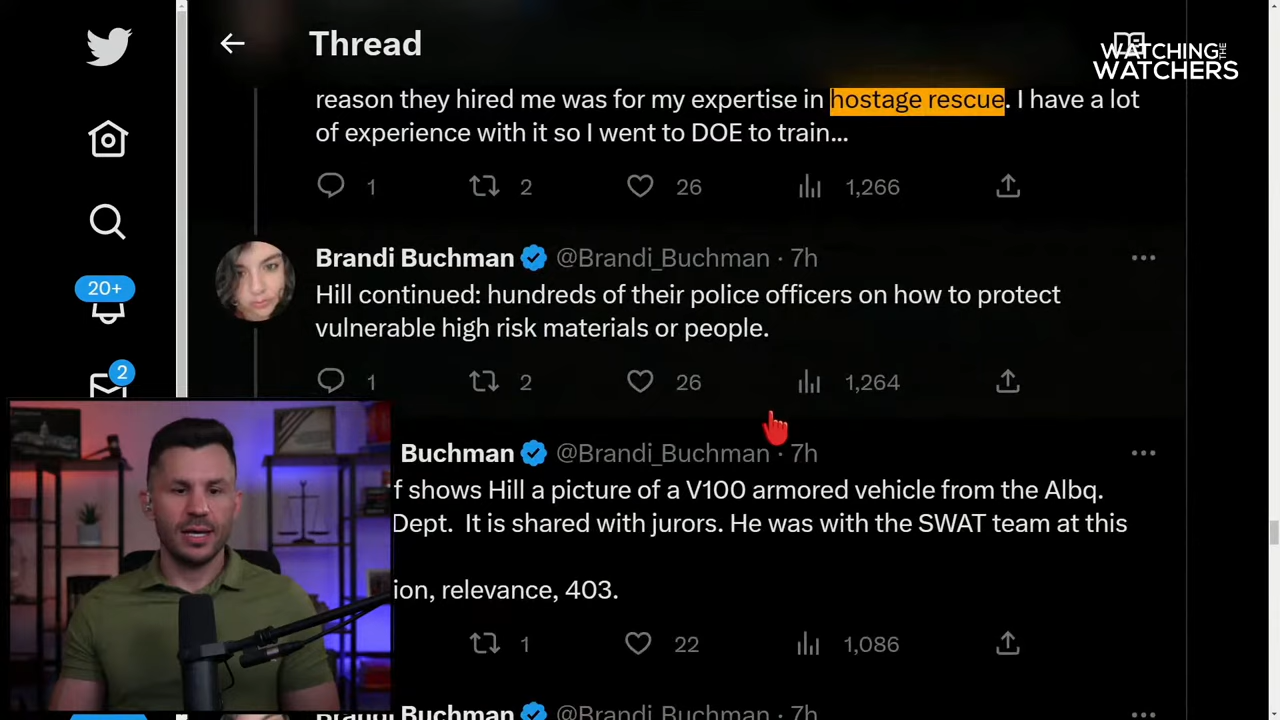 Thread
WATCHING THE
WATCHERS
reason they hired me was for my expertise in hostage rescue. I have a lot
of experience with it so I went to DOE to train...
1 2 26 1,266
Brandi Buchman @Brandi_Buchman · 7h
20+
Hill continued: hundreds of their police officers on how to protect
vulnerable high risk materials or people.
2
1 2 26 1,264
Buchman @Brandi_Buchman · 7h
f shows Hill a picture of a V100 armored vehicle from the Albq.
Dept. It is shared with jurors. He was with the SWAT team at this
ion, relevance, 403.
1 22 1,086
Brandi Buchman @Brandi_Buchman · 7h